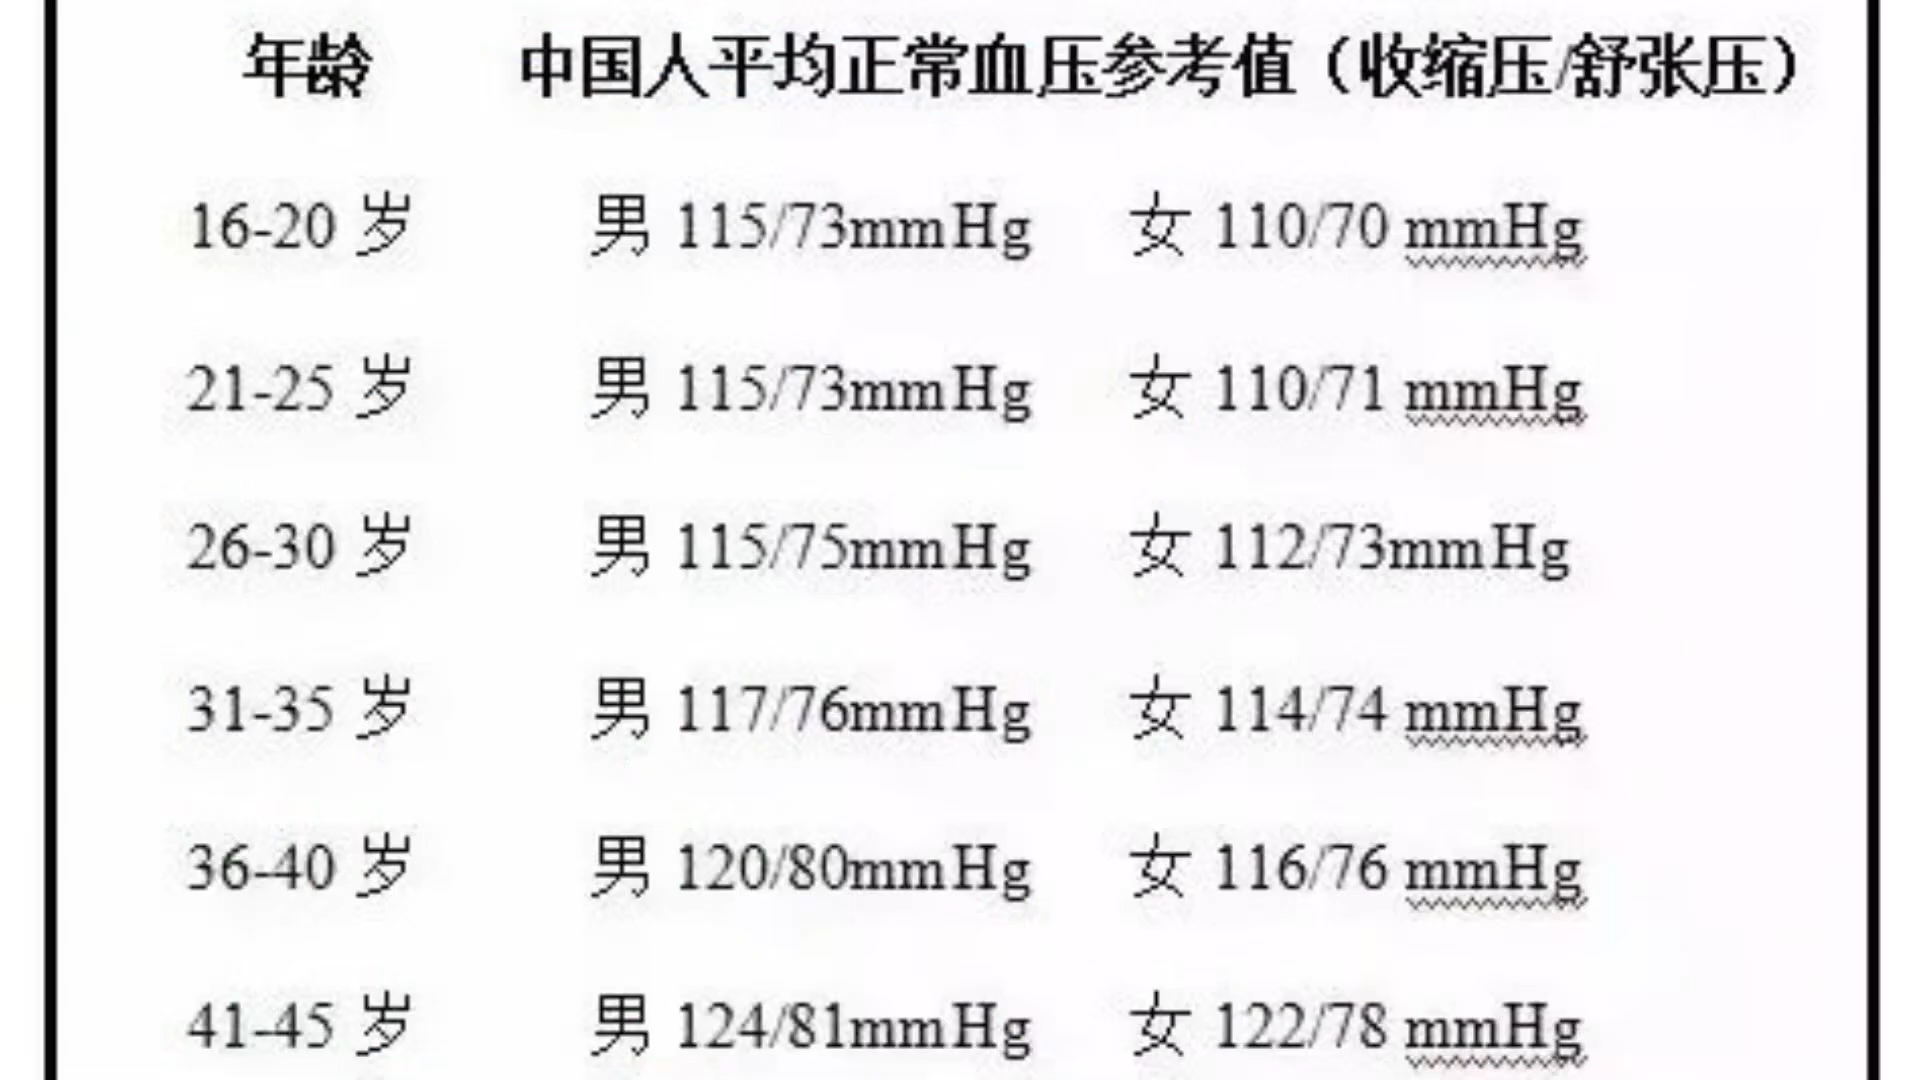 年龄 中国人平均正常血压参考值（收缩压/舒张压）
16-20 岁 男 115/73mmHg 女 110/70 mmHg
21-25 岁 男 115/73mmHg 女 110/71 mmHg
26-30 岁 男 115/75mmHg 女 112/73mmHg
31-35 岁 男 117/76mmHg 女 114/74 mmHg
36-40 岁 男 120/80mmHg 女 116/76 mmHg
41-45 岁 男 124/81mmHg 女 122/78 mmHg